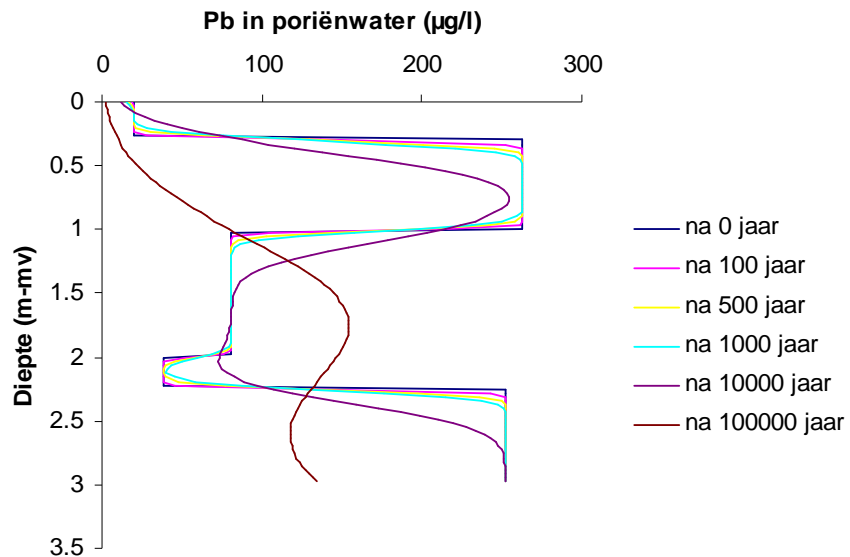 Pb in poriënwater (µg/l)
0 100 200 300
0
0.5
1
1.5
2
2.5
3
3.5
Diepte (m-mv)
na 0 jaar
na 100 jaar
na 500 jaar
na 1000 jaar
na 10000 jaar
na 100000 jaar